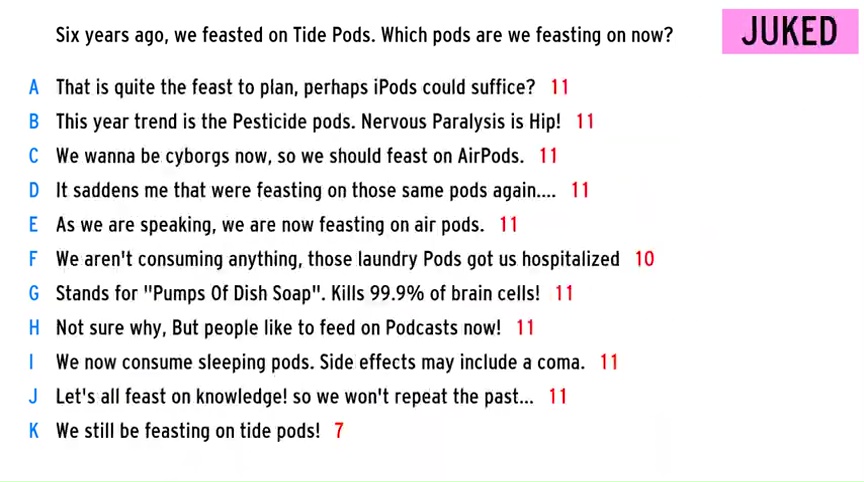 Six years ago, we feasted on Tide Pods. Which pods are we feasting on now?
JUKED
A That is quite the feast to plan, perhaps iPods could suffice? 11
B This year trend is the Pesticide pods. Nervous Paralysis is Hip! 11
C We wanna be cyborgs now, so we should feast on AirPods. 11
D It saddens me that were feasting on those same pods again.... 11
E As we are speaking, we are now feasting on air pods. 11
F We aren't consuming anything, those laundry Pods got us hospitalized 10
G Stands for "Pumps Of Dish Soap". Kills 99.9% of brain cells! 11
H Not sure why, But people like to feed on Podcasts now! 11
I We now consume sleeping pods. Side effects may include a coma. 11
J Let's all feast on knowledge! so we won't repeat the past... 11
K We still be feasting on tide pods! 7